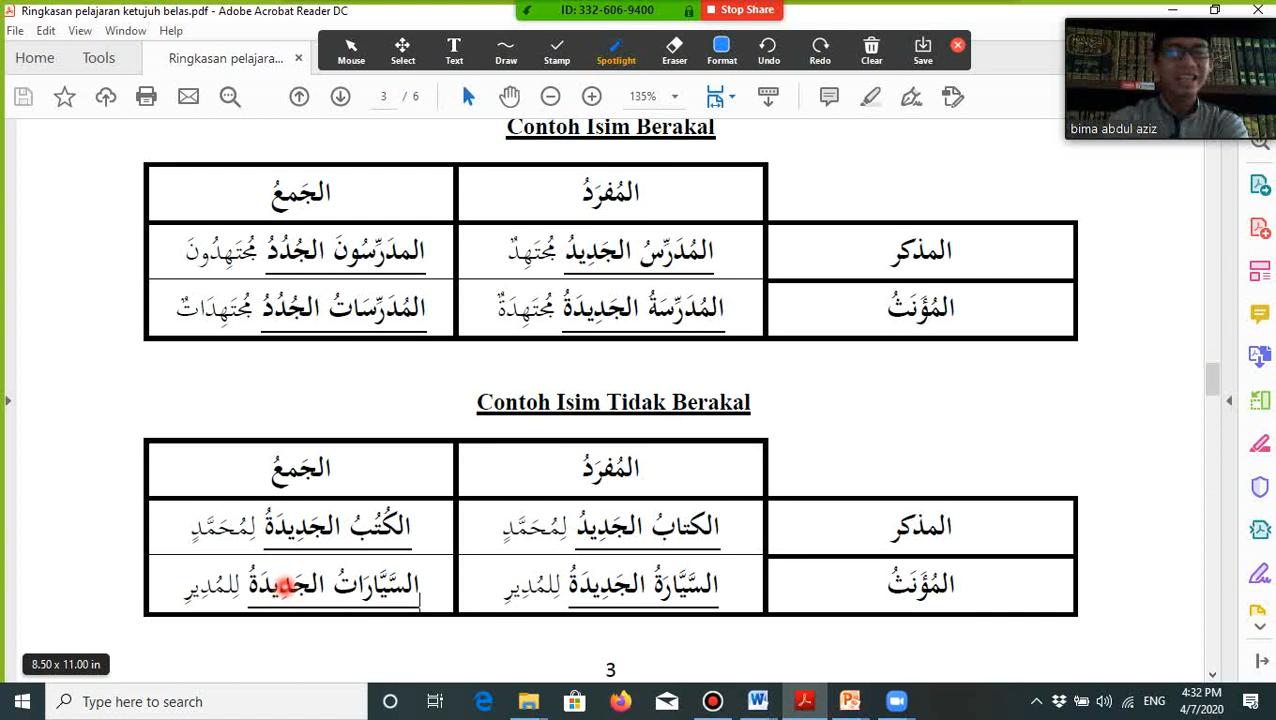 Ringkasan pelajaran ketujuh belas.pdf - Adobe Acrobat Reader DC
ID: 332-606-9400
Stop Share
File Edit View Window Help
Home Tools Ringkasan pelajara...
Mouse Select Text Draw Stamp Spotlight Eraser Format Undo Redo Clear Save
3 / 6 135%
bima abdul aziz
Contoh Isim Berakal
المُفرَدُ الجَمعُ
المذكر المُدَرِّسُ الجَدِيدُ مُجتَهِدٌ المدَرِّسُونَ الجُدُدُ مُجتَهِدُونَ
المُؤَنَثُ المُدَرِّسَةُ الجَدِيدَةُ مُجتَهِدَةٌ المُدَرِّسَاتُ الجُدُدُ مُجتَهِدَاتٌ
Contoh Isim Tidak Berakal
المُفرَدُ الجَمعُ
المذكر الكتابُ الجَدِيدُ لِمُحَمَّدٍ الكُتُبُ الجَدِيدَةُ لِمُحَمَّدٍ
المُؤَنَثُ السَّيَّارَةُ الجَدِيدَةُ لِلمُدِيرِ السَّيَّارَاتُ الجَدِيدَةُ لِلمُدِيرِ
3
8.50 x 11.00 in
Type here to search
ENG
4:32 PM
4/7/2020